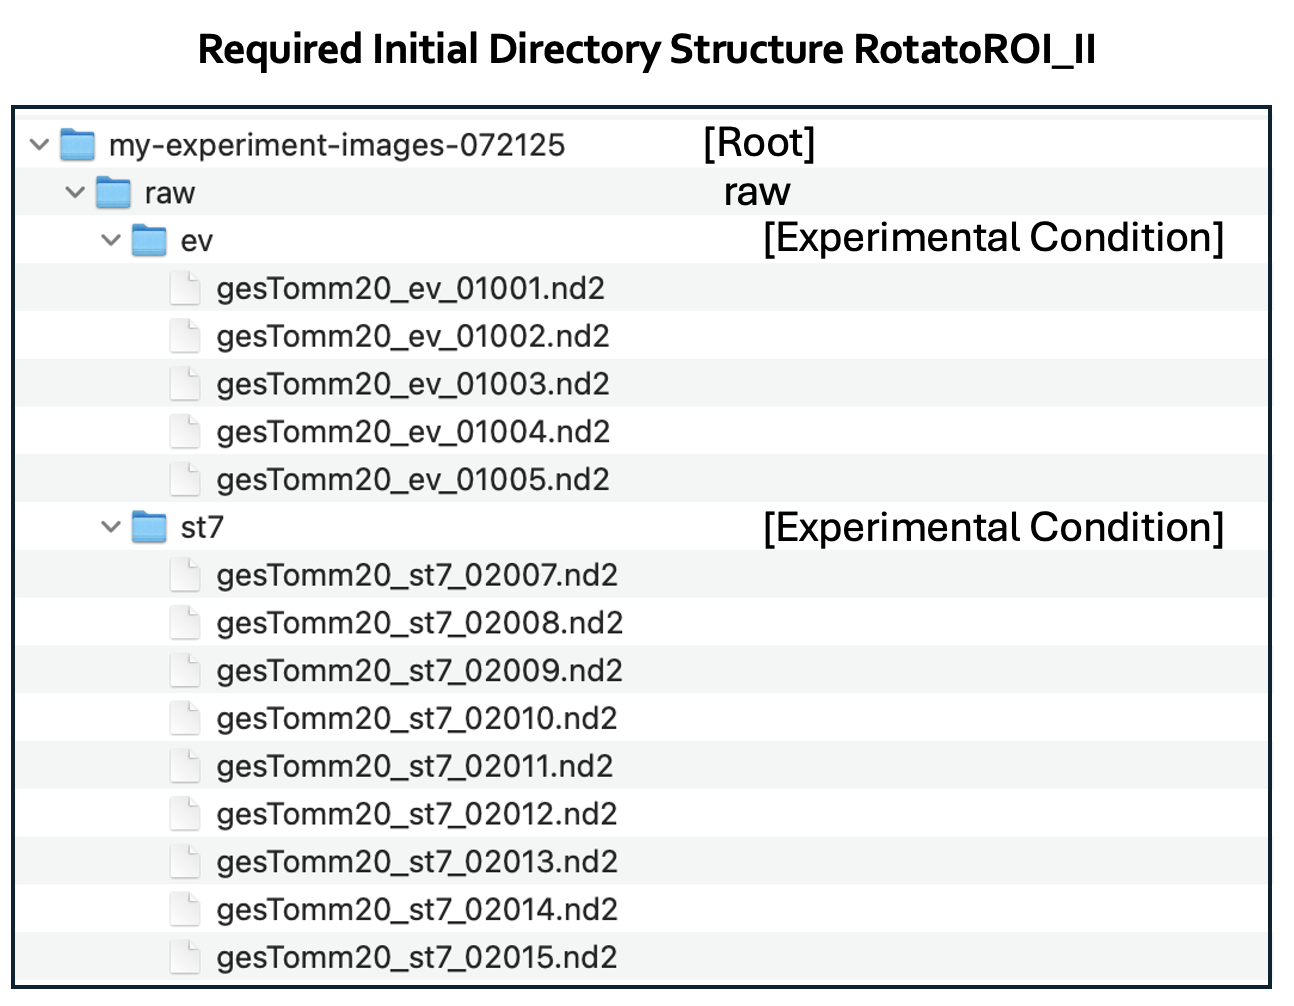 Required Initial Directory Structure RotatoROI_II
my-experiment-images-072125 [Root]
raw raw
ev [Experimental Condition]
gesTomm20_ev_01001.nd2
gesTomm20_ev_01002.nd2
gesTomm20_ev_01003.nd2
gesTomm20_ev_01004.nd2
gesTomm20_ev_01005.nd2
st7 [Experimental Condition]
gesTomm20_st7_02007.nd2
gesTomm20_st7_02008.nd2
gesTomm20_st7_02009.nd2
gesTomm20_st7_02010.nd2
gesTomm20_st7_02011.nd2
gesTomm20_st7_02012.nd2
gesTomm20_st7_02013.nd2
gesTomm20_st7_02014.nd2
gesTomm20_st7_02015.nd2